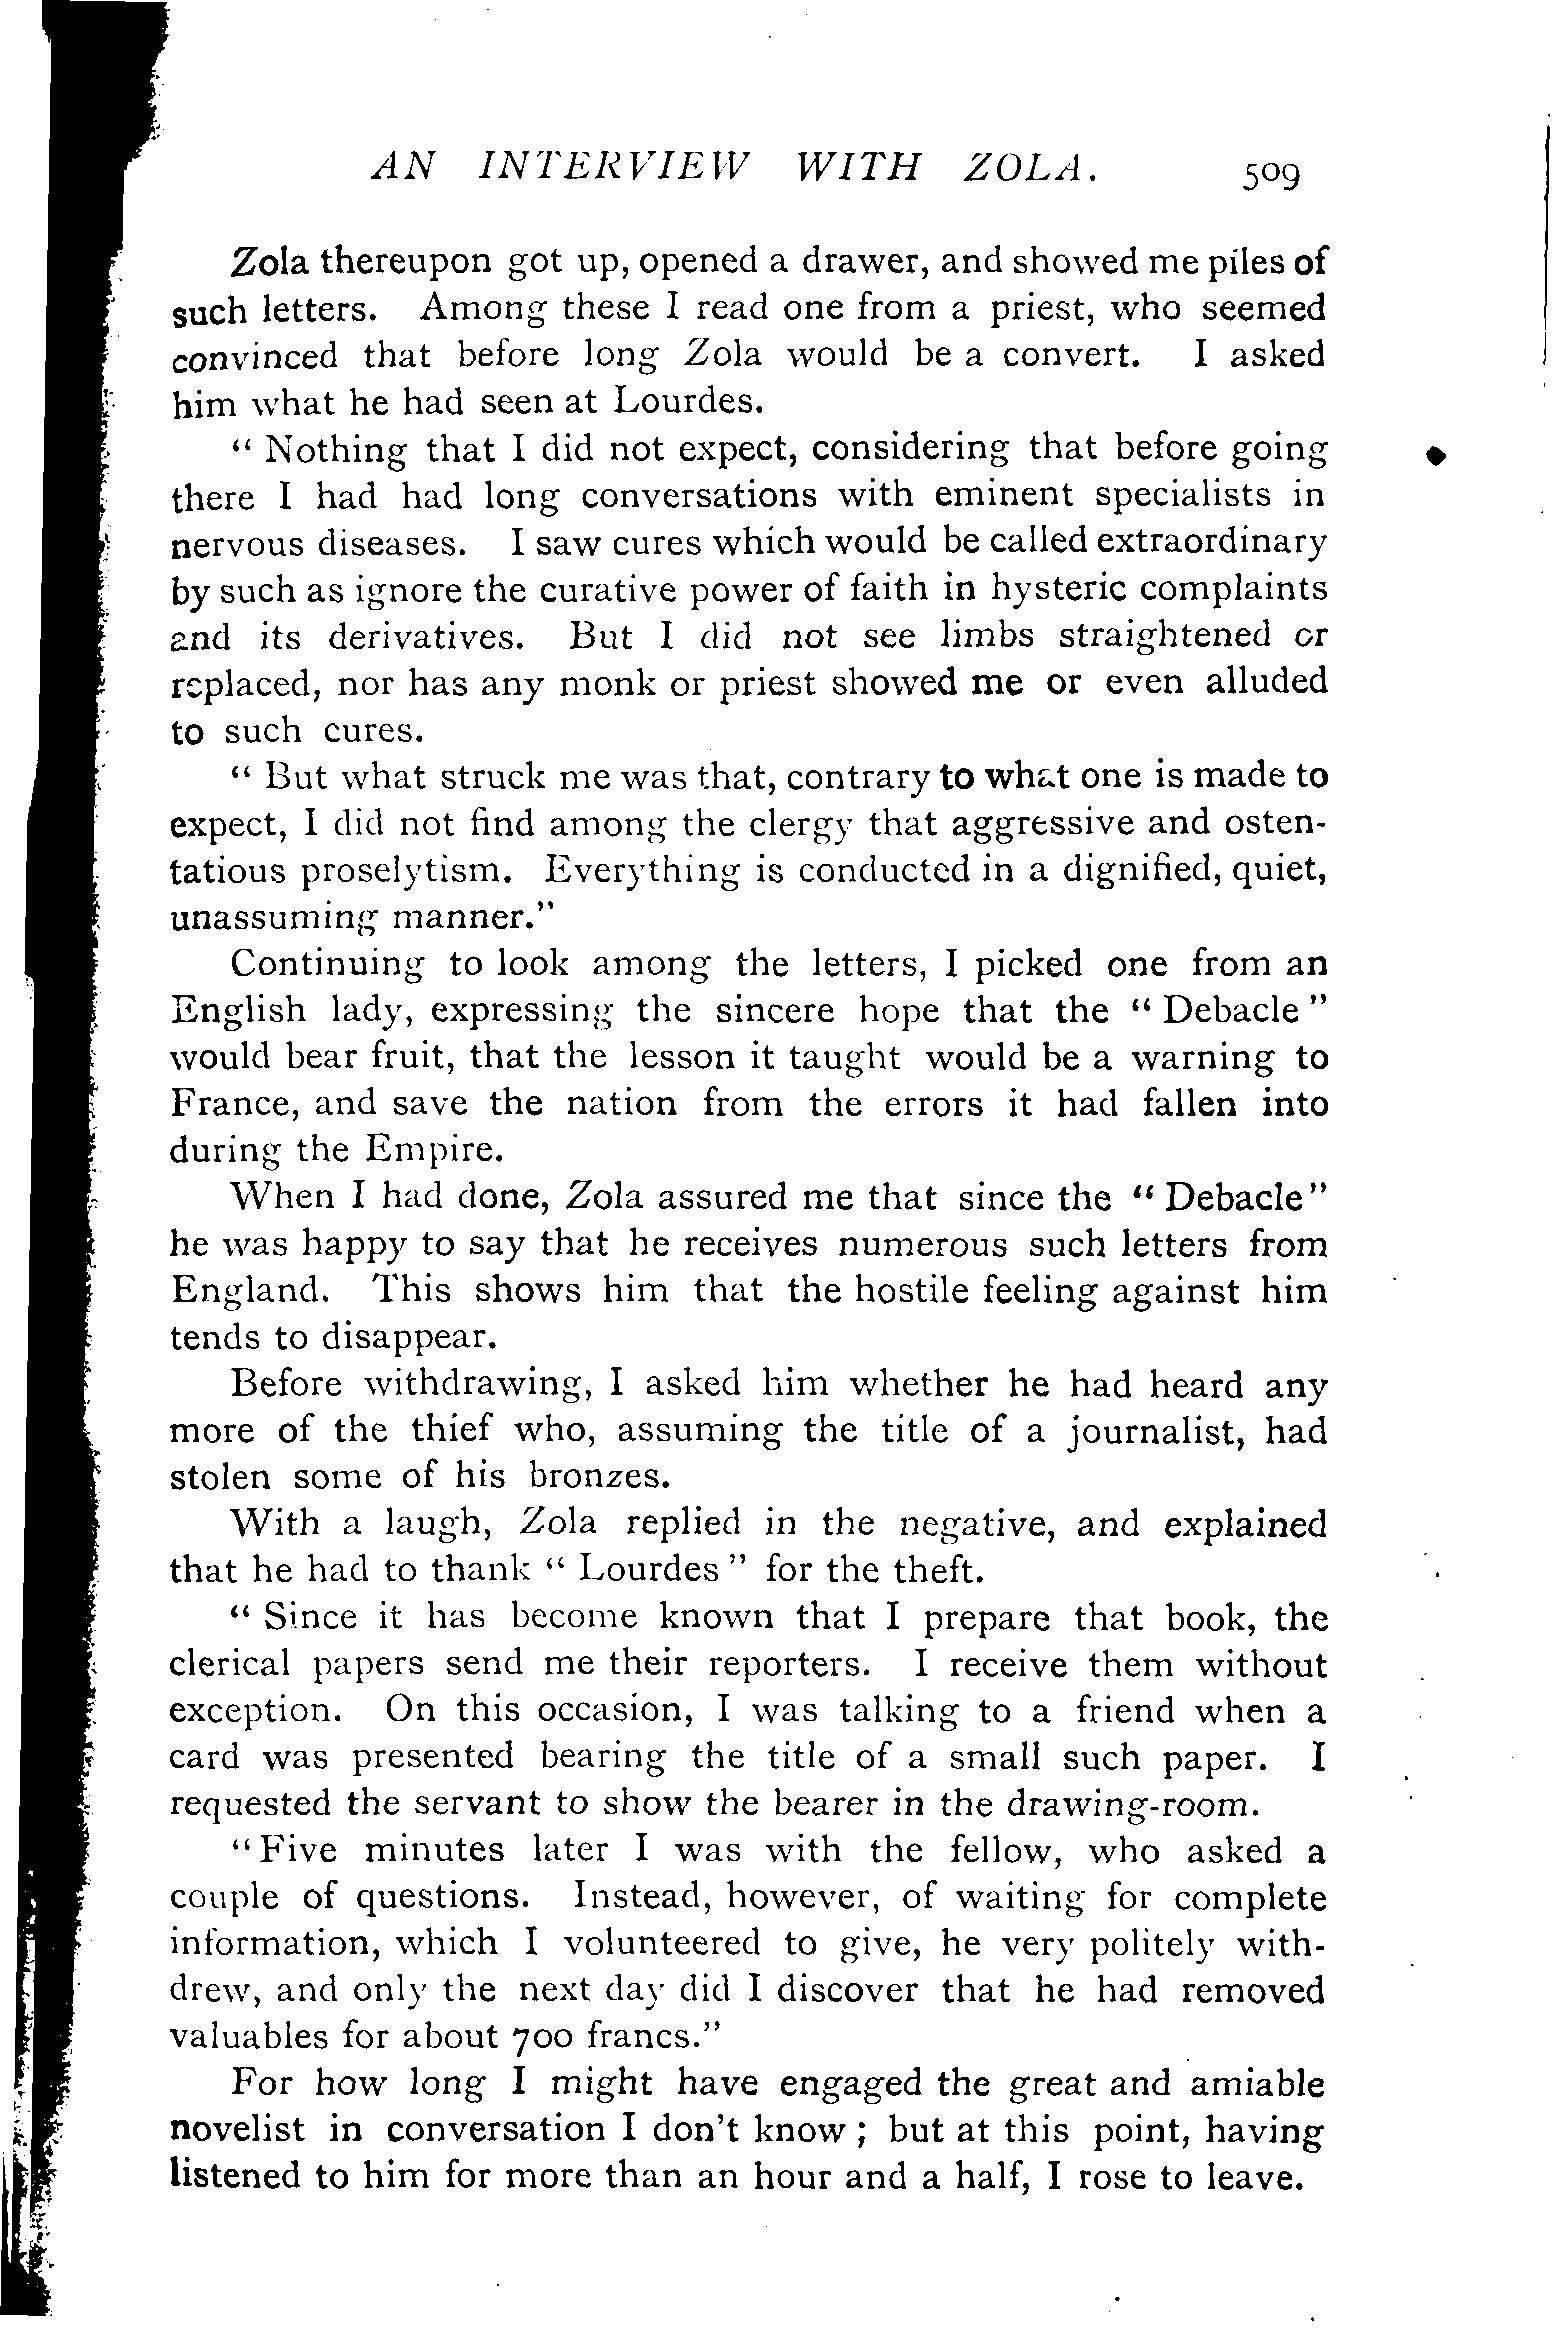 AN INTERVIEW WITH ZOLA. 509
Zola thereupon got up, opened a drawer, and showed me piles of
such letters. Among these I read one from a priest, who seemed
convinced that before long Zola would be a convert. I asked
him what he had seen at Lourdes.
“ Nothing that I did not expect, considering that before going
there I had had long conversations with eminent specialists in
nervous diseases. I saw cures which would be called extraordinary
by such as ignore the curative power of faith in hysteric complaints
and its derivatives. But I did not see limbs straightened or
replaced, nor has any monk or priest showed me or even alluded
to such cures.
“ But what struck me was that, contrary to what one is made to
expect, I did not find among the clergy that aggressive and osten-
tatious proselytism. Everything is conducted in a dignified, quiet,
unassuming manner.”
Continuing to look among the letters, I picked one from an
English lady, expressing the sincere hope that the “ Debacle ”
would bear fruit, that the lesson it taught would be a warning to
France, and save the nation from the errors it had fallen into
during the Empire.
When I had done, Zola assured me that since the “ Debacle ”
he was happy to say that he receives numerous such letters from
England. This shows him that the hostile feeling against him
tends to disappear.
Before withdrawing, I asked him whether he had heard any
more of the thief who, assuming the title of a journalist, had
stolen some of his bronzes.
With a laugh, Zola replied in the negative, and explained
that he had to thank “ Lourdes ” for the theft.
“ Since it has become known that I prepare that book, the
clerical papers send me their reporters. I receive them without
exception. On this occasion, I was talking to a friend when a
card was presented bearing the title of a small such paper. I
requested the servant to show the bearer in the drawing-room.
“ Five minutes later I was with the fellow, who asked a
couple of questions. Instead, however, of waiting for complete
information, which I volunteered to give, he very politely with-
drew, and only the next day did I discover that he had removed
valuables for about 700 francs.”
For how long I might have engaged the great and amiable
novelist in conversation I don't know ; but at this point, having
listened to him for more than an hour and a half, I rose to leave.